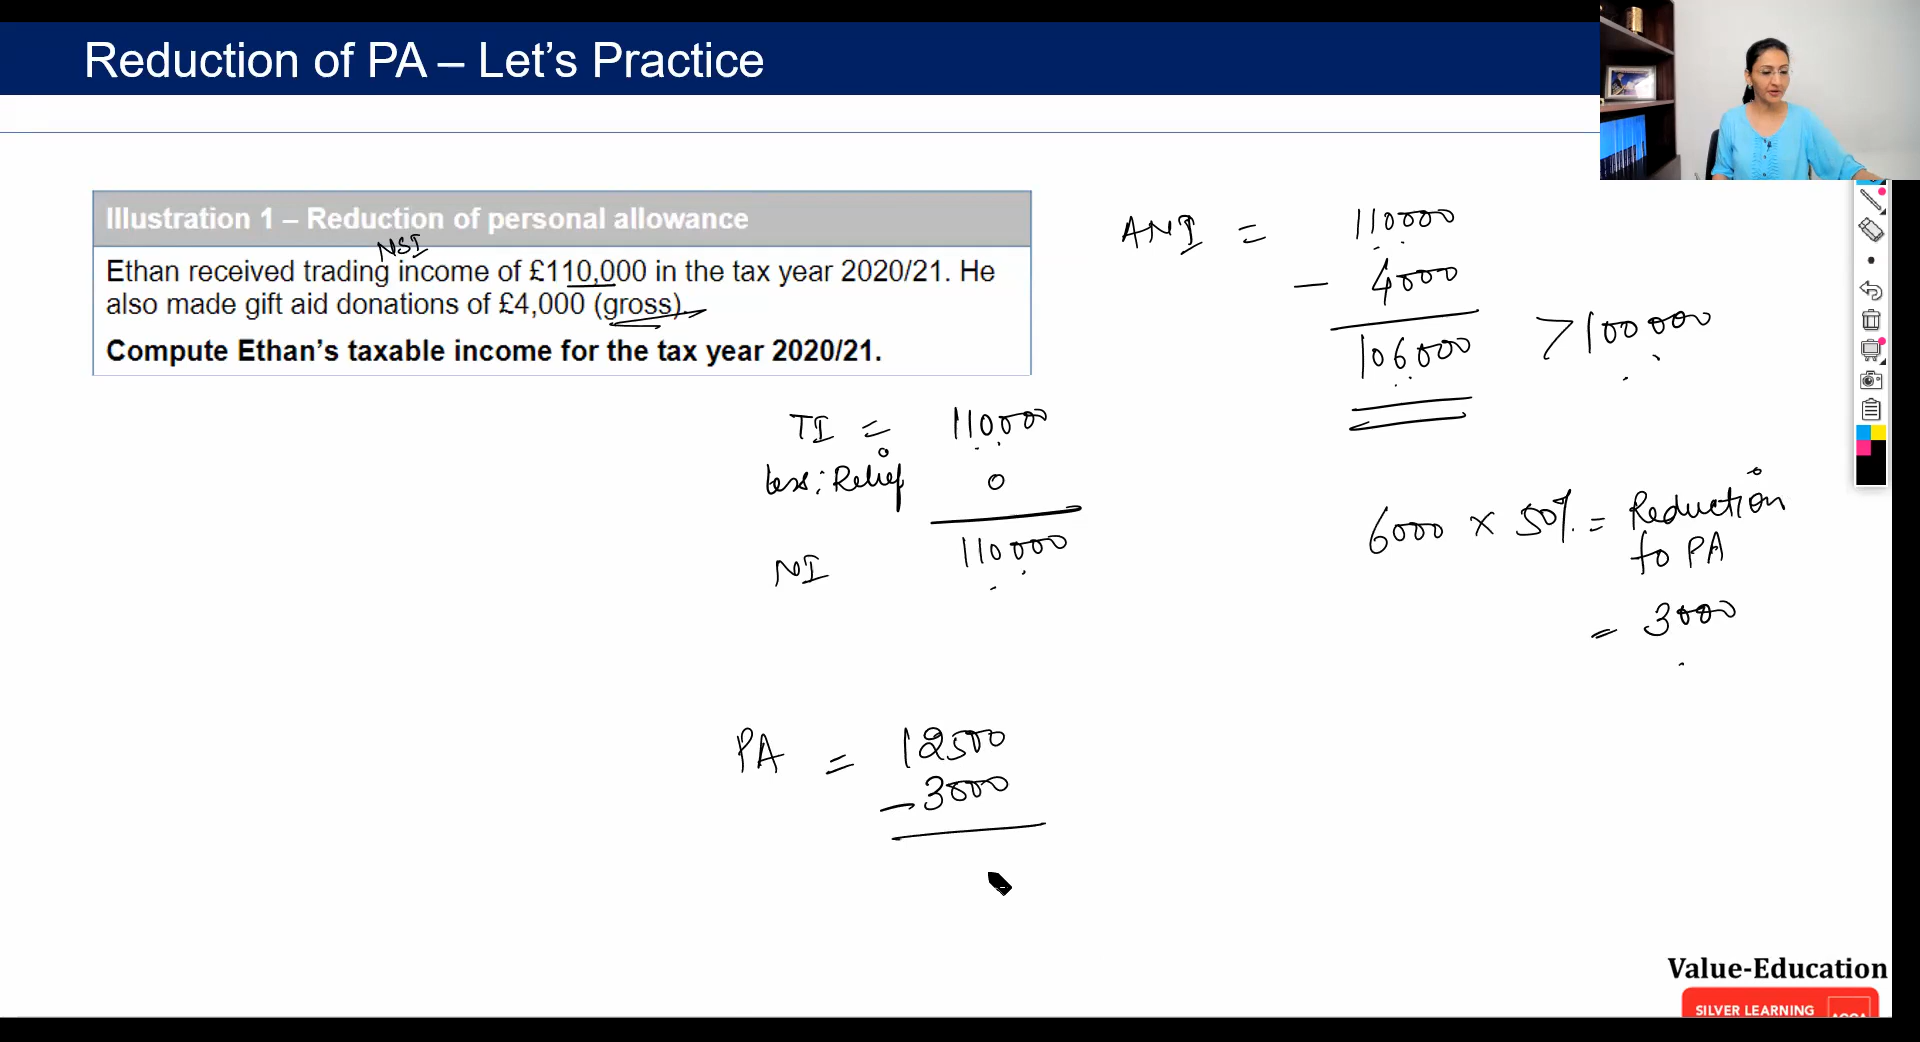 Reduction of PA – Let's Practice
Illustration 1 – Reduction of personal allowance
NSI
Ethan received trading income of £110,000 in the tax year 2020/21. He
also made gift aid donations of £4,000 (gross).
Compute Ethan's taxable income for the tax year 2020/21.
ANI = 110000
- 4000
106000 > 100000
TI = 110000
Less: Relief 0
NI 110000
6000 × 50% = Reduction
to PA
= 3000
PA = 12500
- 3000
Value-Education
SILVER LEARNING
ACCA